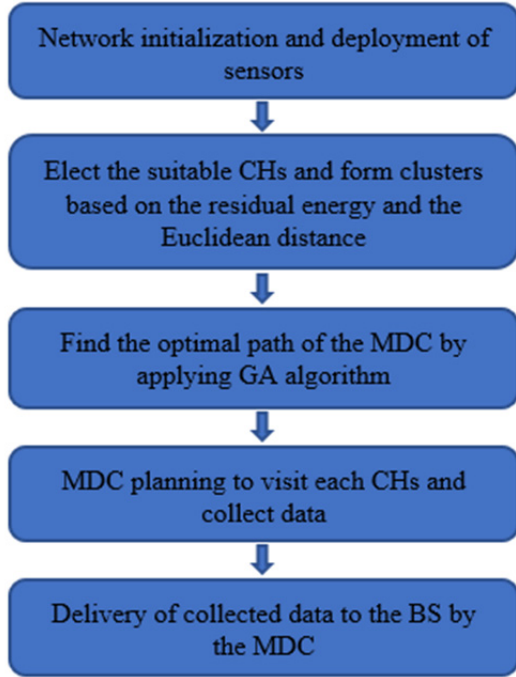 Network initialization and deployment of
sensors
Elect the suitable CHs and form clusters
based on the residual energy and the
Euclidean distance
Find the optimal path of the MDC by
applying GA algorithm
MDC planning to visit each CHs and
collect data
Delivery of collected data to the BS by
the MDC